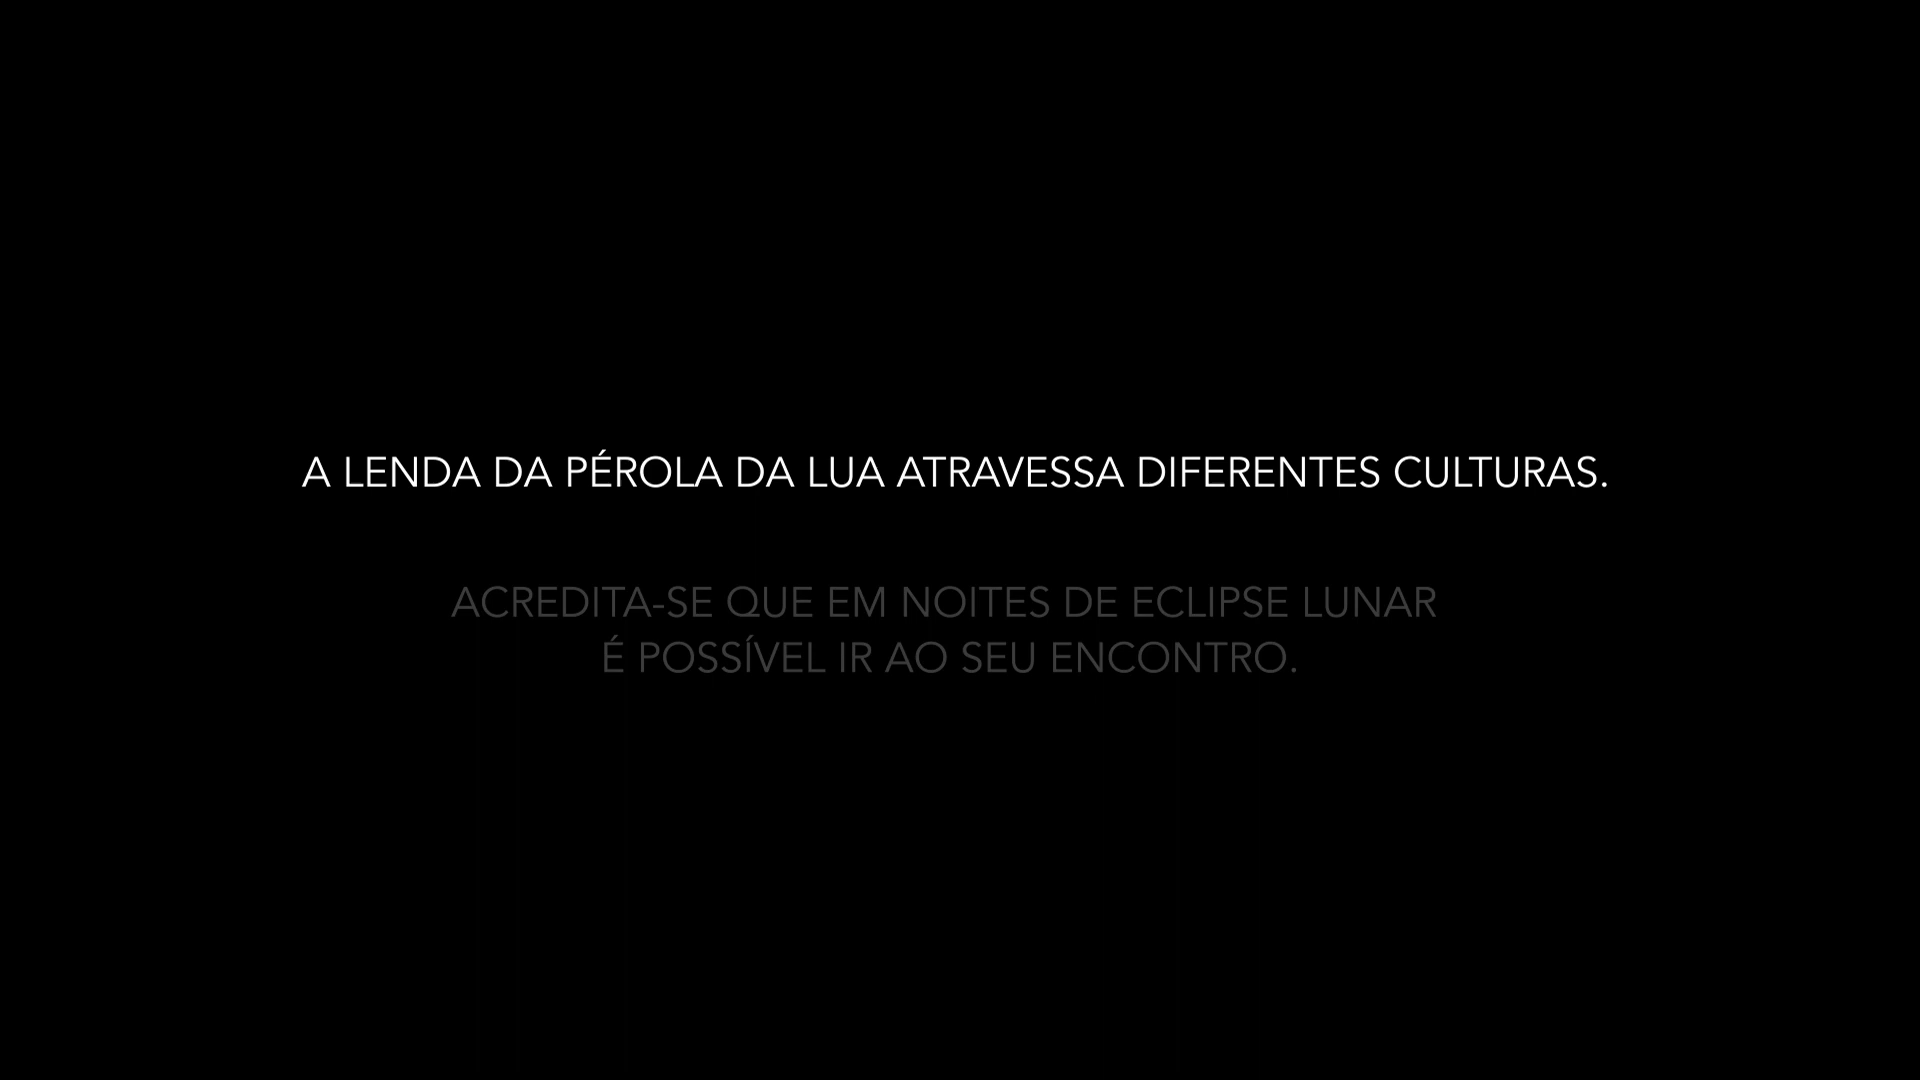 A LENDA DA PÉROLA DA LUA ATRAVESSA DIFERENTES CULTURAS.
ACREDITA-SE QUE EM NOITES DE ECLIPSE LUNAR
É POSSÍVEL IR AO SEU ENCONTRO.